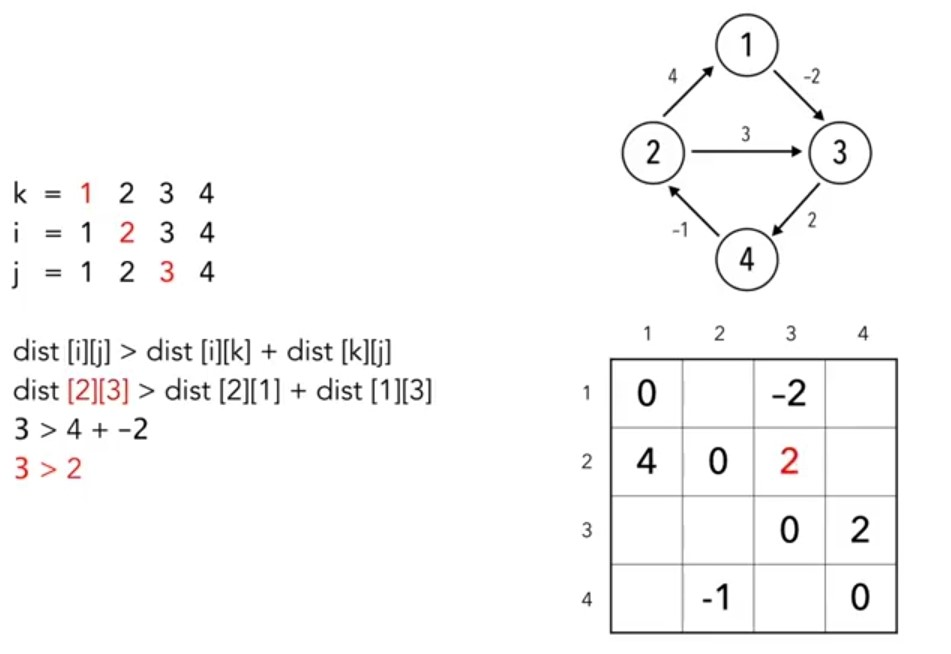 k = 1 2 3 4
i = 1 2 3 4
j = 1 2 3 4
dist [i][j] > dist [i][k] + dist [k][j]
dist [2][3] > dist [2][1] + dist [1][3]
3 > 4 + -2
3 > 2
1
4 -2
2 3 3
-1 2
4
1 2 3 4
1 0 -2
2 4 0 2
3 0 2
4 -1 0